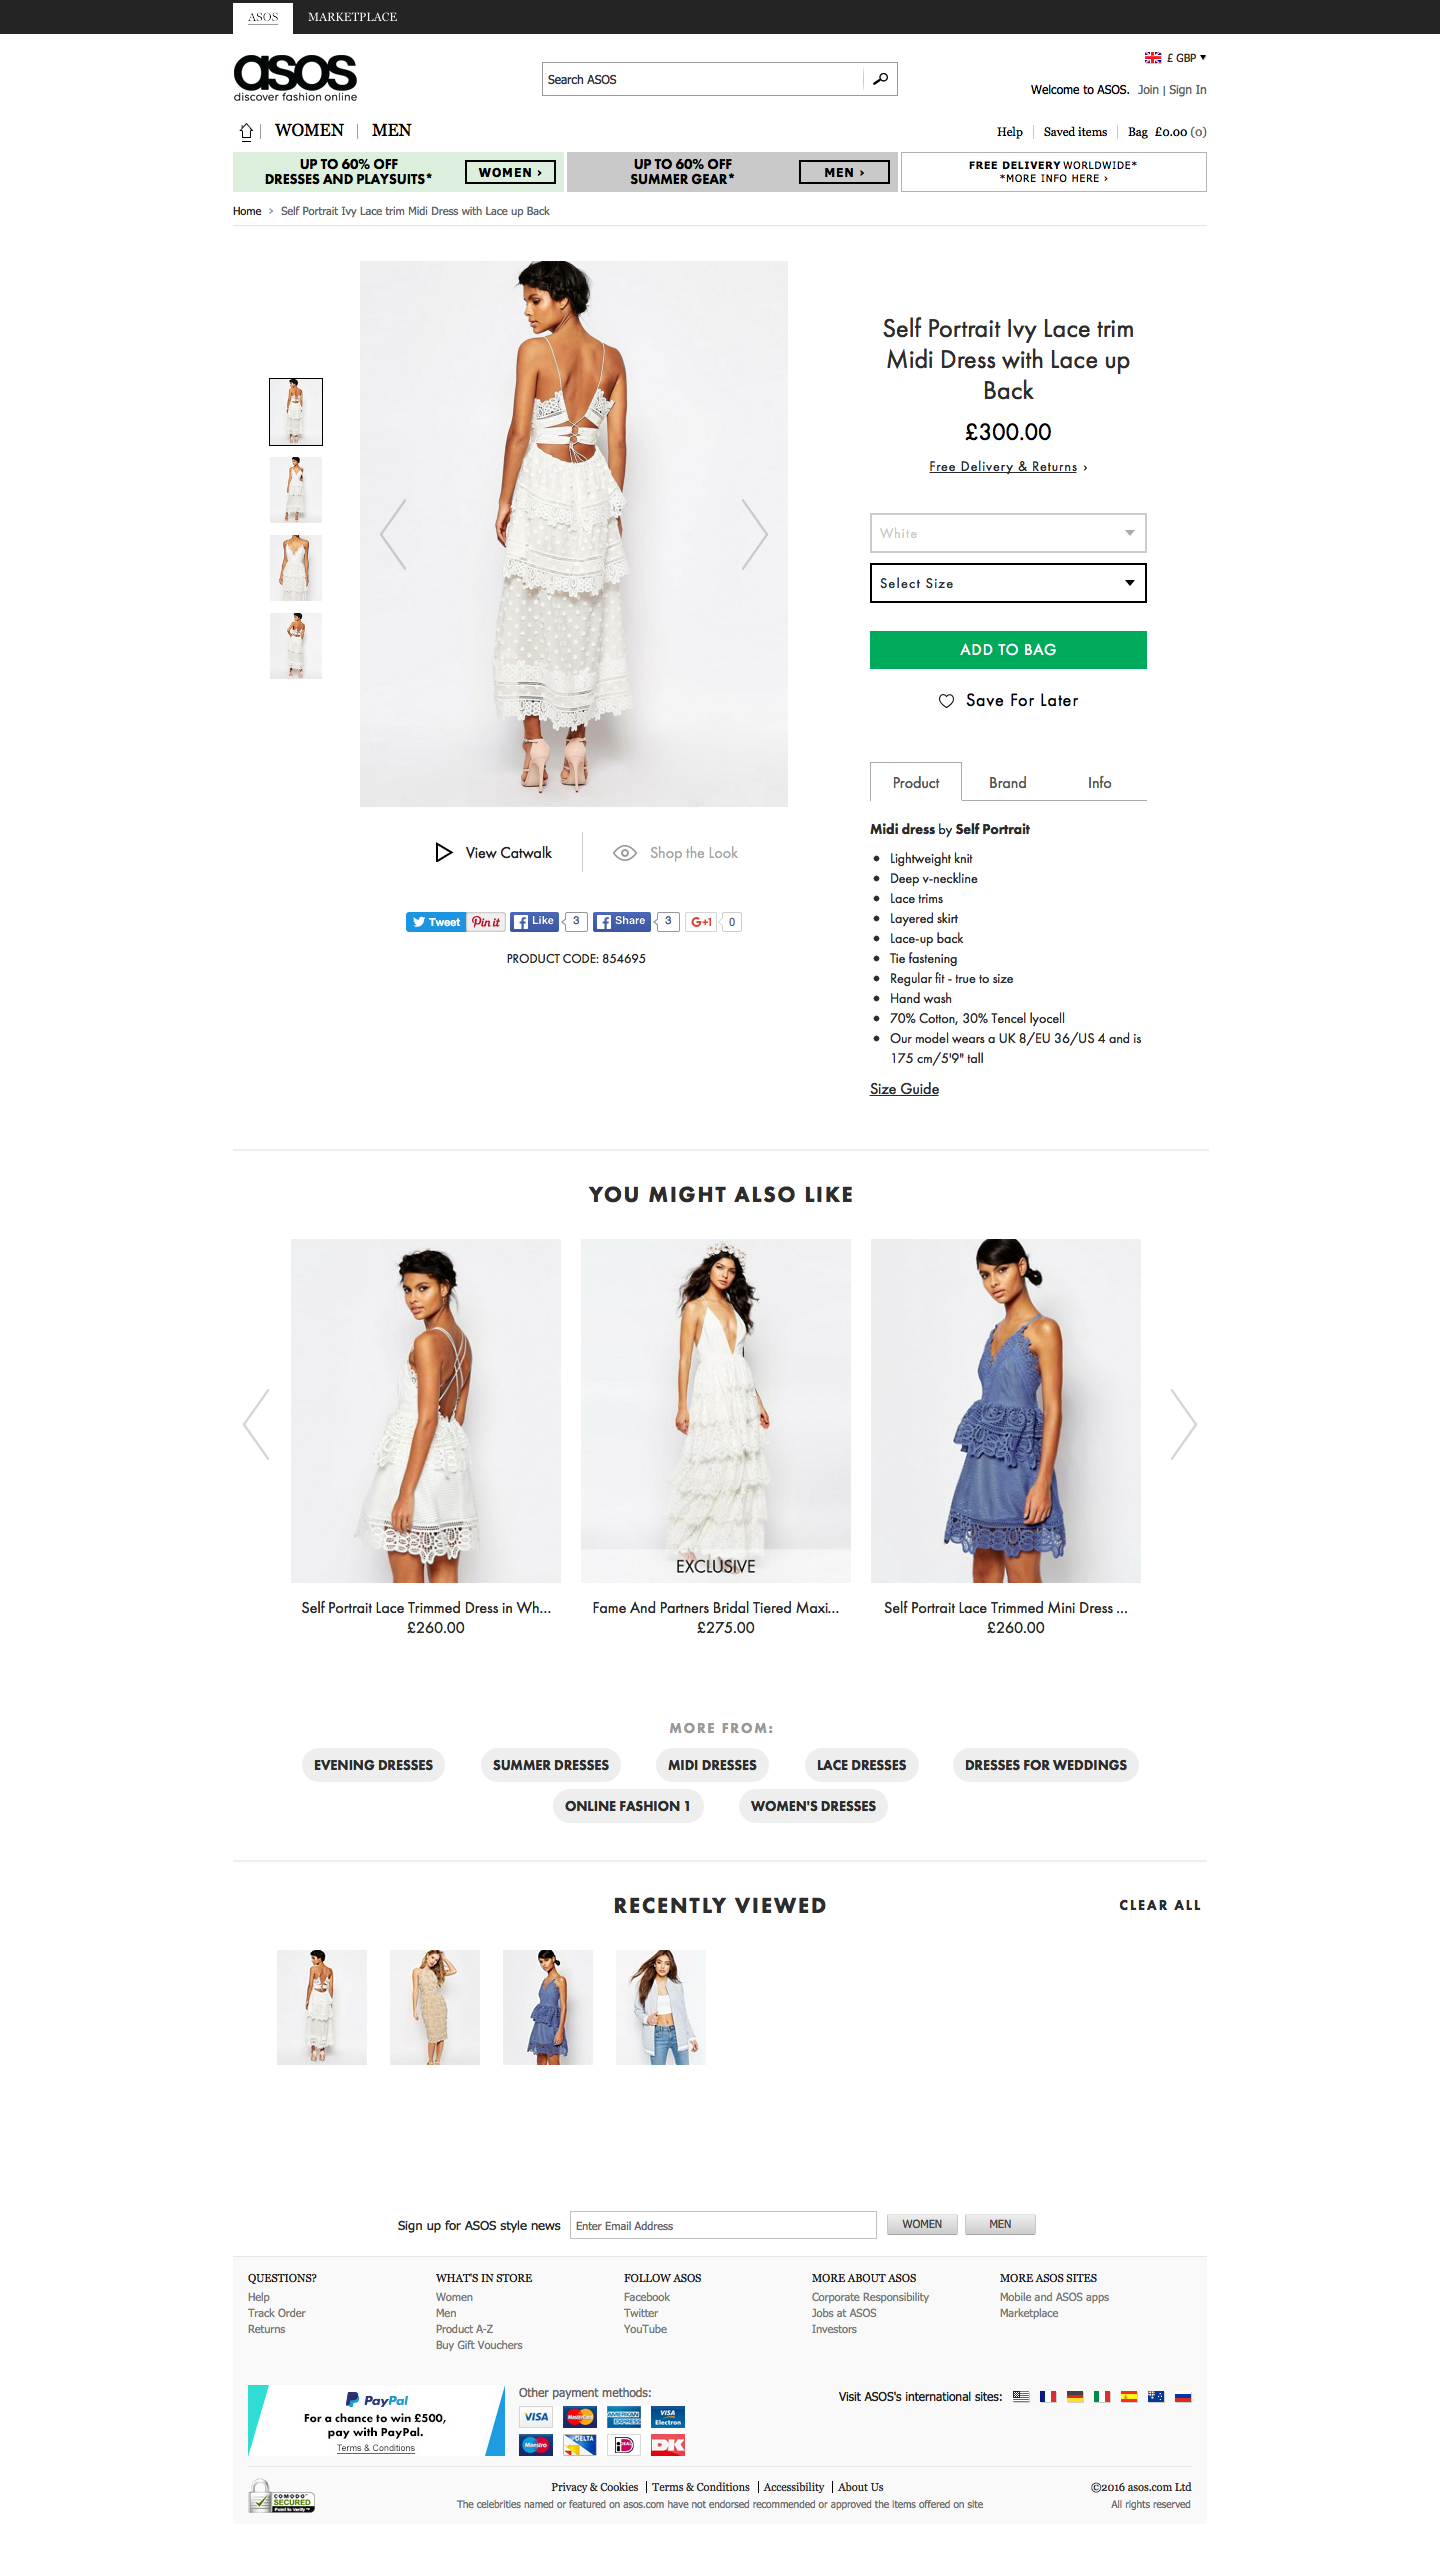 ASOS
MARKETPLACE
asos
discover fashion online
Search ASOS
£ GBP
Welcome to ASOS. Join | Sign In
WOMEN
MEN
Help
Saved items
Bag £0.00 (0)
UP TO 60% OFF
DRESSES AND PLAYSUITS*
WOMEN ›
UP TO 60% OFF
SUMMER GEAR*
MEN ›
FREE DELIVERY WORLDWIDE*
*MORE INFO HERE ›
Home › Self Portrait Ivy Lace trim Midi Dress with Lace up Back
Self Portrait Ivy Lace trim
Midi Dress with Lace up
Back
£300.00
Free Delivery & Returns ›
White
Select Size
ADD TO BAG
Save For Later
View Catwalk
Shop the Look
Tweet
Pin it
Like
3
Share
3
G+1
0
PRODUCT CODE: 854695
Product
Brand
Info
Midi dress by Self Portrait
Lightweight knit
Deep v-neckline
Lace trims
Layered skirt
Lace-up back
Tie fastening
Regular fit - true to size
Hand wash
70% Cotton, 30% Tencel lyocell
Our model wears a UK 8/EU 36/US 4 and is
175 cm/5'9" tall
Size Guide
YOU MIGHT ALSO LIKE
EXCLUSIVE
Self Portrait Lace Trimmed Dress in Wh...
£260.00
Fame And Partners Bridal Tiered Maxi...
£275.00
Self Portrait Lace Trimmed Mini Dress ...
£260.00
MORE FROM:
EVENING DRESSES
SUMMER DRESSES
MIDI DRESSES
LACE DRESSES
DRESSES FOR WEDDINGS
ONLINE FASHION 1
WOMEN'S DRESSES
RECENTLY VIEWED
CLEAR ALL
Sign up for ASOS style news
Enter Email Address
WOMEN
MEN
QUESTIONS?
Help
Track Order
Returns
WHAT'S IN STORE
Women
Men
Product A-Z
Buy Gift Vouchers
FOLLOW ASOS
Facebook
Twitter
YouTube
MORE ABOUT ASOS
Corporate Responsibility
Jobs at ASOS
Investors
MORE ASOS SITES
Mobile and ASOS apps
Marketplace
PayPal
For a chance to win £500,
pay with PayPal.
Terms & Conditions
Other payment methods:
VISA
MasterCard
AMERICAN EXPRESS
VISA Electron
Maestro
DELTA
iDEAL
DK
Visit ASOS's international sites:
COMODO
SECURED
Point to Verify
Privacy & Cookies | Terms & Conditions | Accessibility | About Us
The celebrities named or featured on asos.com have not endorsed recommended or approved the items offered on site
©2016 asos.com Ltd
All rights reserved